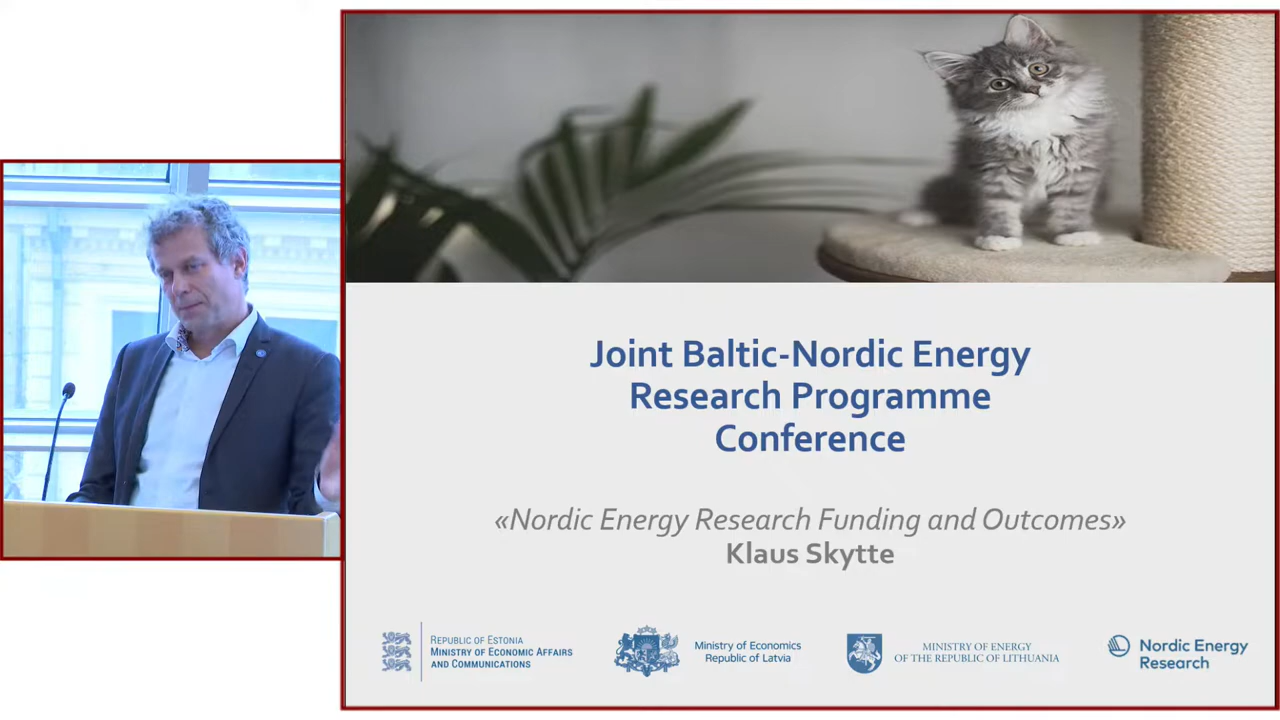 Joint Baltic-Nordic Energy
Research Programme
Conference
«Nordic Energy Research Funding and Outcomes»
Klaus Skytte
REPUBLIC OF ESTONIA
MINISTRY OF ECONOMIC AFFAIRS
AND COMMUNICATIONS
Ministry of Economics
Republic of Latvia
MINISTRY OF ENERGY
OF THE REPUBLIC OF LITHUANIA
Nordic Energy
Research